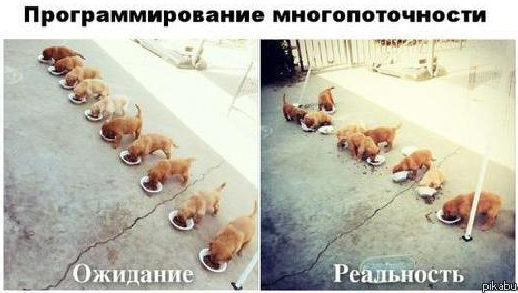 Программирование многопоточности
Ожидание
Реальность
pikabu